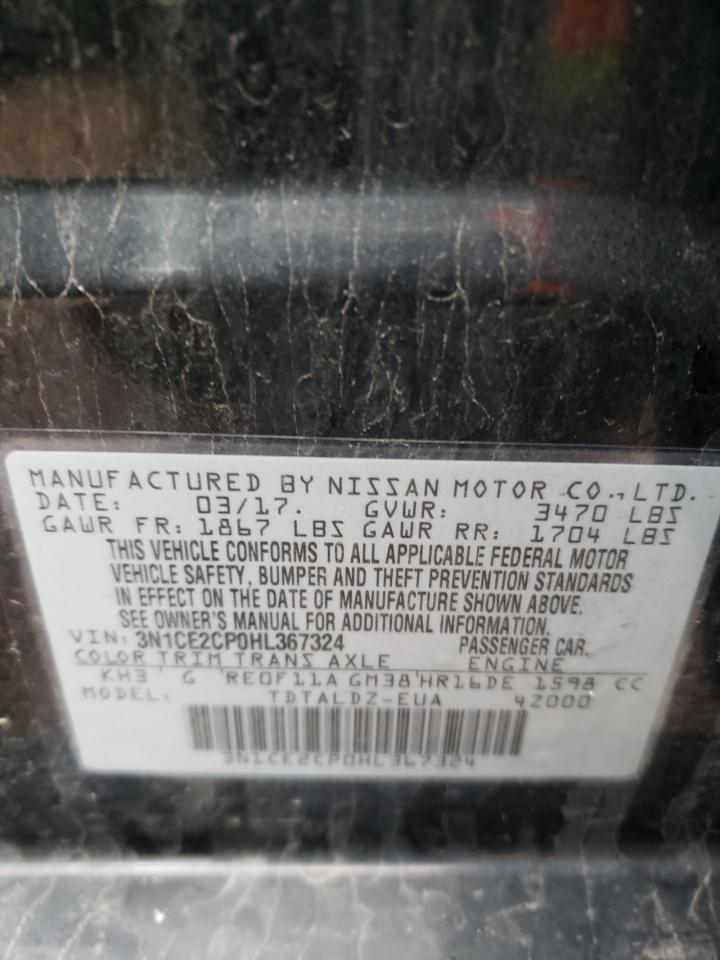 MANUFACTURED BY NISSAN MOTOR CO.,LTD.
DATE: 03/17. GVWR: 3470 LBS
GAWR FR: 1867 LBS GAWR RR: 1704 LBS
THIS VEHICLE CONFORMS TO ALL APPLICABLE FEDERAL MOTOR
VEHICLE SAFETY, BUMPER AND THEFT PREVENTION STANDARDS
IN EFFECT ON THE DATE OF MANUFACTURE SHOWN ABOVE.
SEE OWNER'S MANUAL FOR ADDITIONAL INFORMATION.
VIN: 3N1CE2CP0HL367324 PASSENGER CAR.
COLOR TRIM TRANS AXLE ENGINE
KH3 G RE0F11A GM38 HR16DE 1598 CC
MODEL: TDTALDZ-EUA 4Z000
3N1CE2CP0HL367324